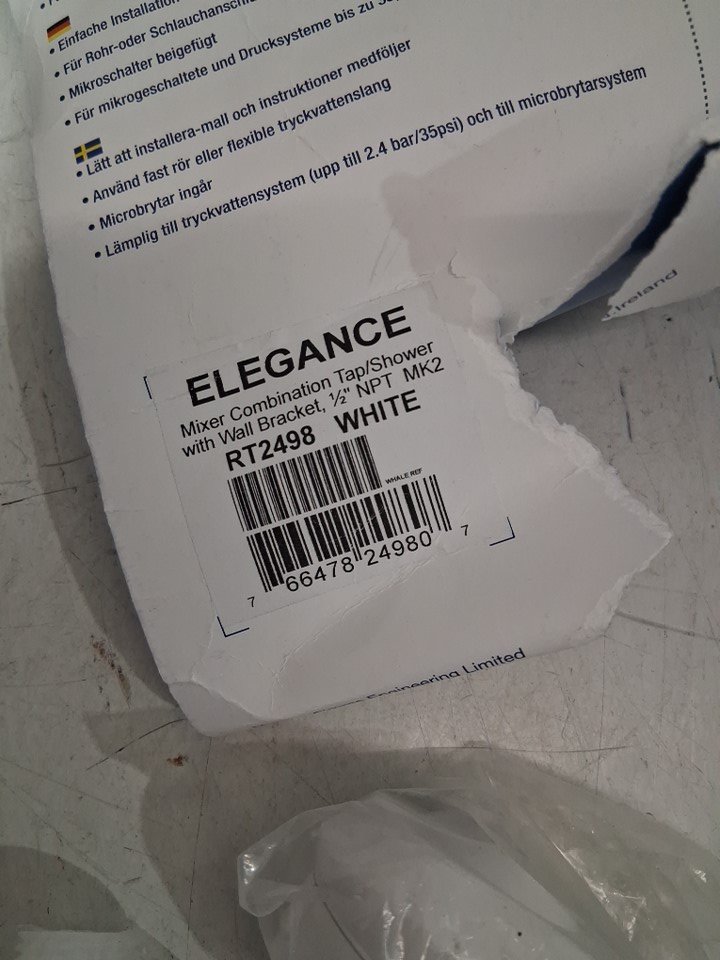 • Einfache Installation
• Für Rohr-oder Schlauchanschl
• Mikroschalter beigefügt
• Für mikrogeschaltete und Drucksysteme bis zu
• Lätt att installera-mall och instruktioner medföljer
• Använd fast rör eller flexible tryckvattenslang
• Microbrytar ingår
• Lämplig till tryckvattensystem (upp till 2.4 bar/35psi) och till microbrytarsystem
Ireland
ELEGANCE
Mixer Combination Tap/Shower
with Wall Bracket, ½" NPT MK2
RT2498 WHITE
WHALE REF
7 66478 24980 7
Engineering Limited